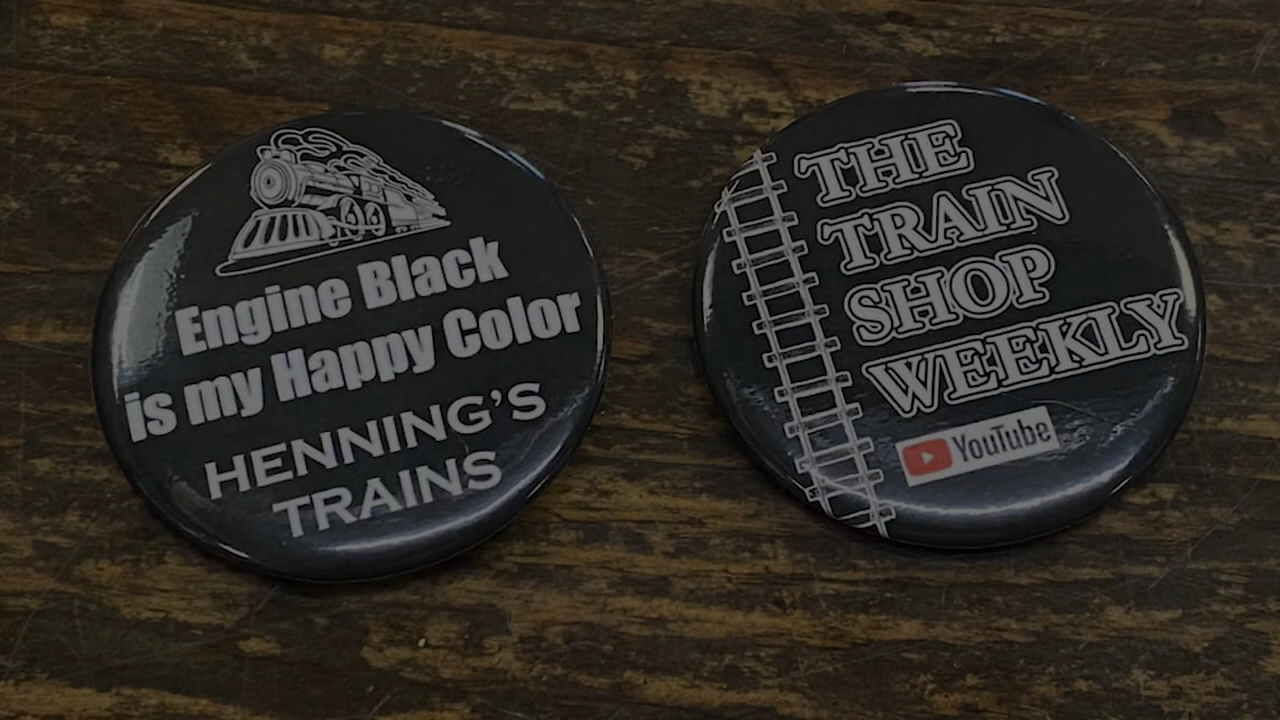 Engine Black
is my Happy Color
HENNING'S
TRAINS
THE
TRAIN
SHOP
WEEKLY
YouTube